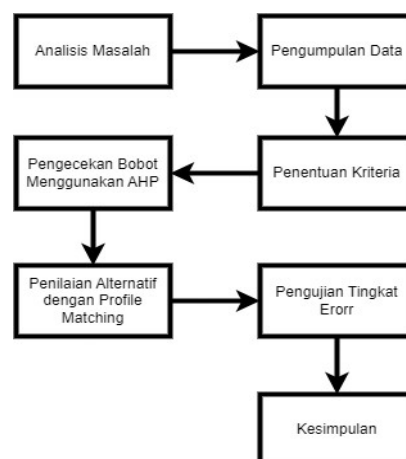 Analisis Masalah
Pengumpulan Data
Penentuan Kriteria
Pengecekan Bobot
Menggunakan AHP
Penilaian Alternatif
dengan Profile
Matching
Pengujian Tingkat
Erorr
Kesimpulan